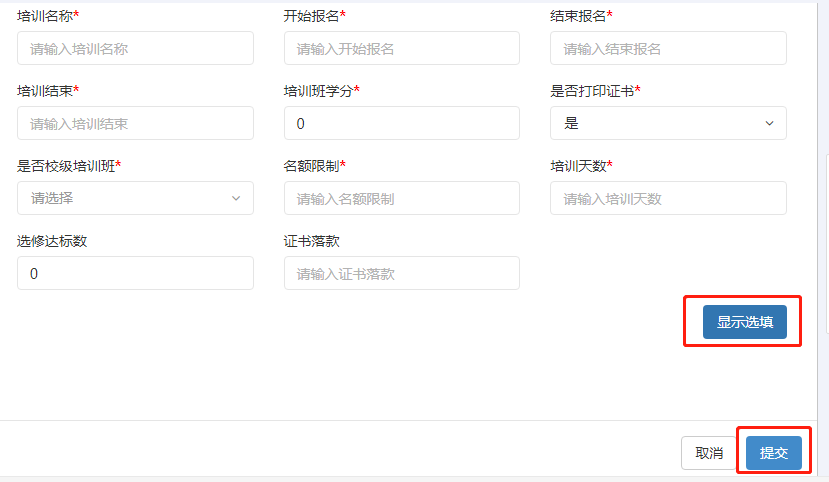 培训名称* 开始报名* 结束报名*
请输入培训名称 请输入开始报名 请输入结束报名
培训结束* 培训班学分* 是否打印证书*
请输入培训结束 0 是
是否校级培训班* 名额限制* 培训天数*
请选择 请输入名额限制 请输入培训天数
选修达标数 证书落款
0 请输入证书落款
显示选填
取消 提交